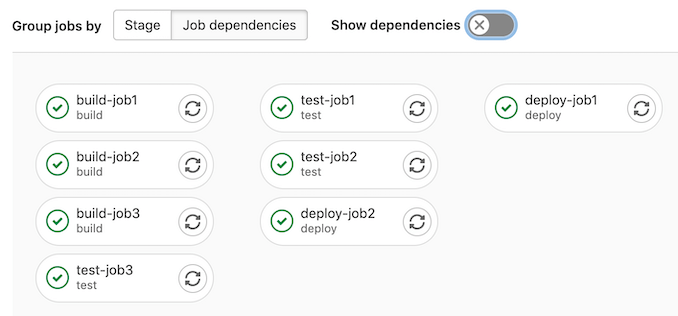 Group jobs by Stage Job dependencies Show dependencies
build-job1
build
test-job1
test
deploy-job1
deploy
build-job2
build
test-job2
test
build-job3
build
deploy-job2
deploy
test-job3
test